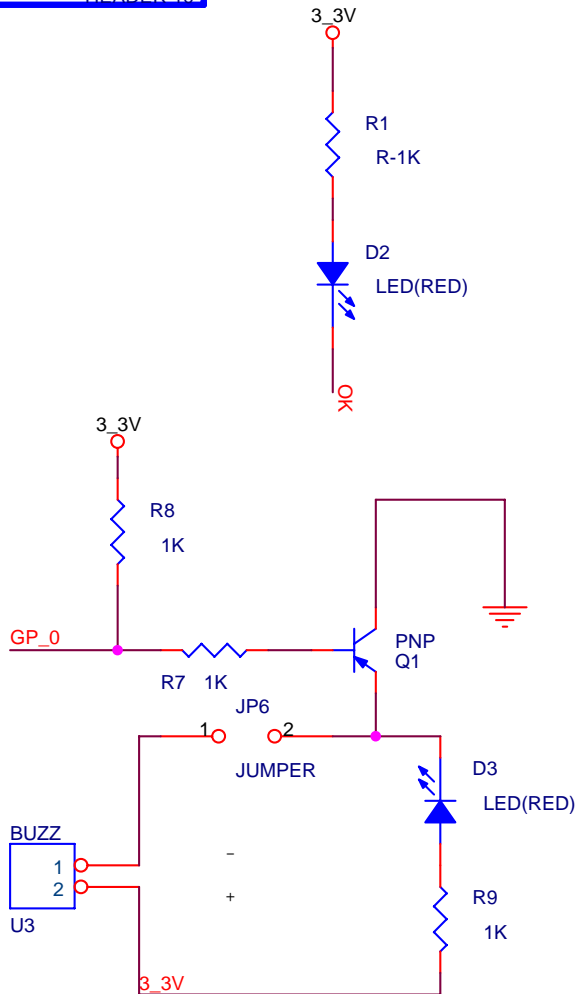 3_3V
R1
R-1K
D2
LED(RED)
OK
3_3V
R8
1K
GP_0
PNP
Q1
R7 1K
JP6
1 2
JUMPER
D3
LED(RED)
BUZZ
1
2
-
+
U3
R9
1K
3_3V